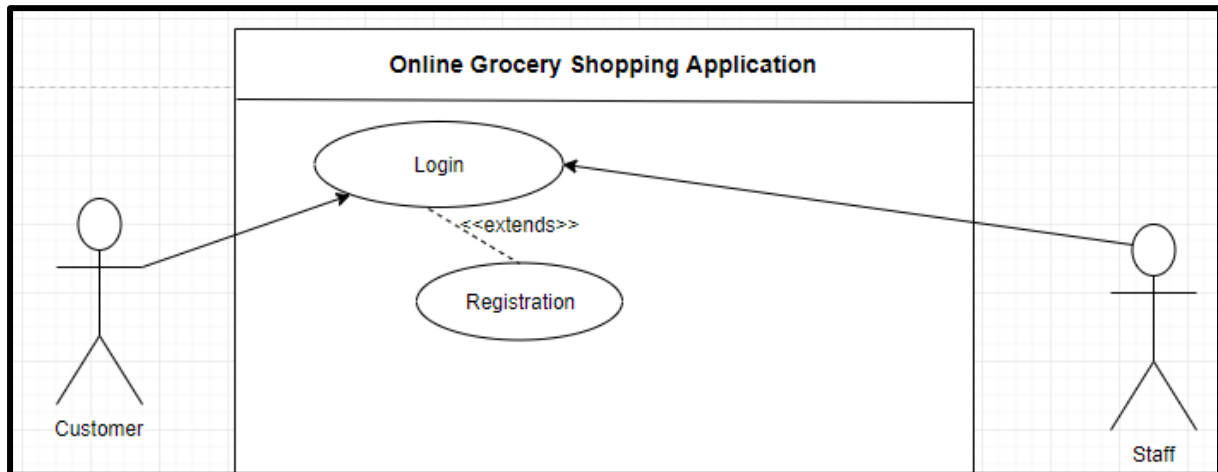 Online Grocery Shopping Application
Login
<<extends>>
Registration
Customer
Staff